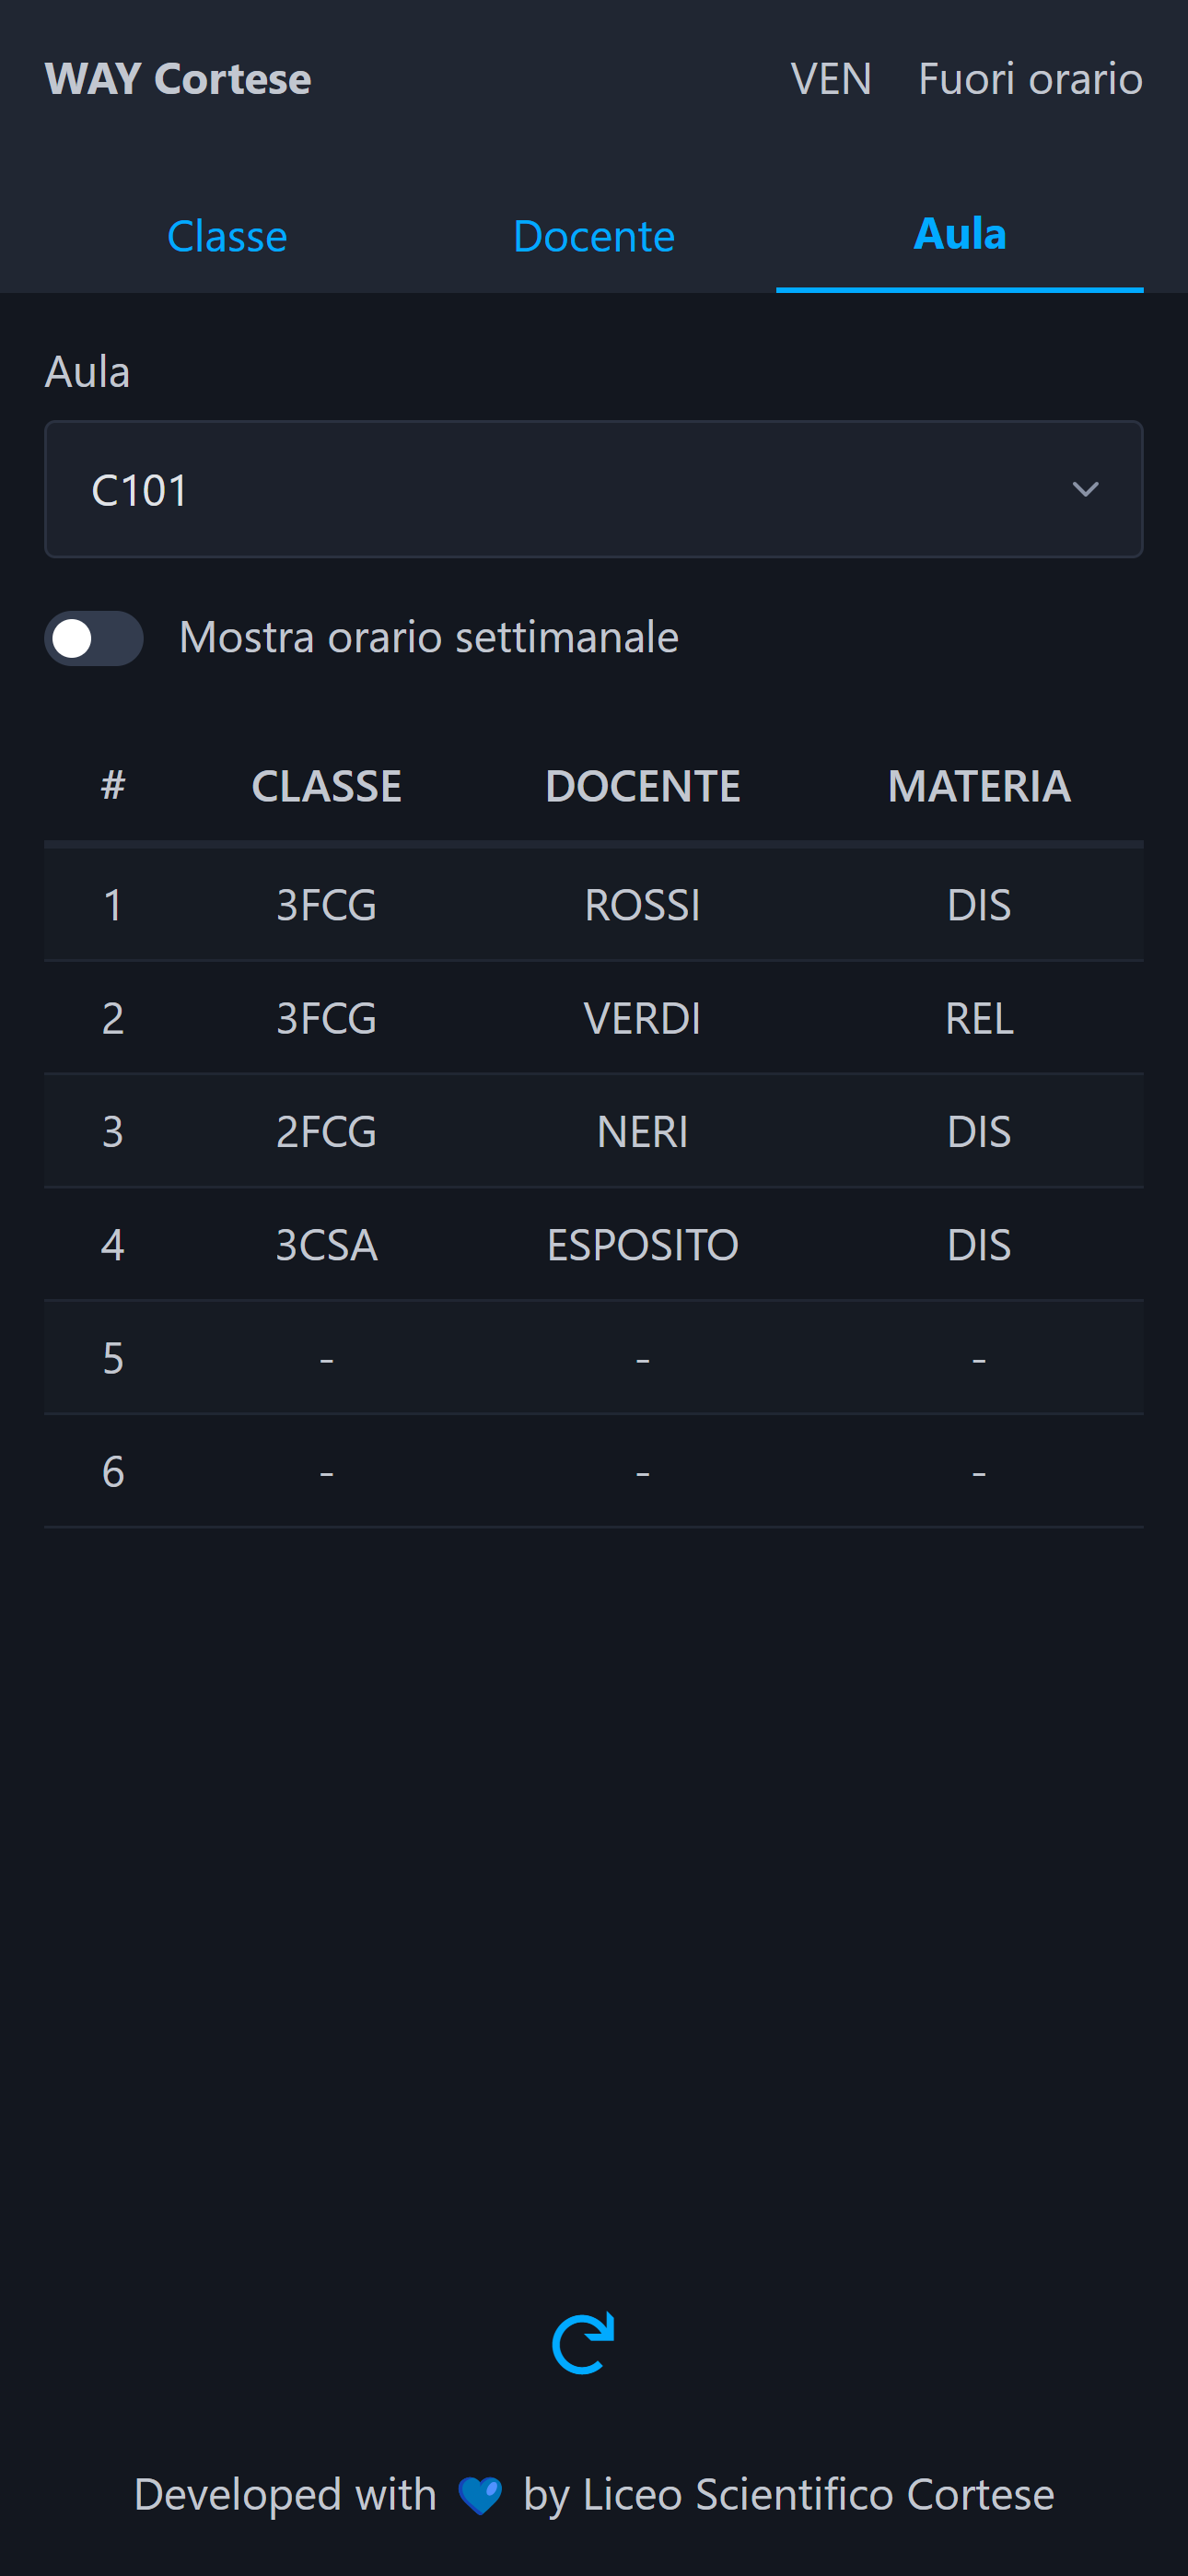 WAY Cortese VEN Fuori orario
Classe Docente Aula
Aula
C101
Mostra orario settimanale
# CLASSE DOCENTE MATERIA
1 3FCG ROSSI DIS
2 3FCG VERDI REL
3 2FCG NERI DIS
4 3CSA ESPOSITO DIS
5 - - -
6 - - -
Developed with 💙 by Liceo Scientifico Cortese